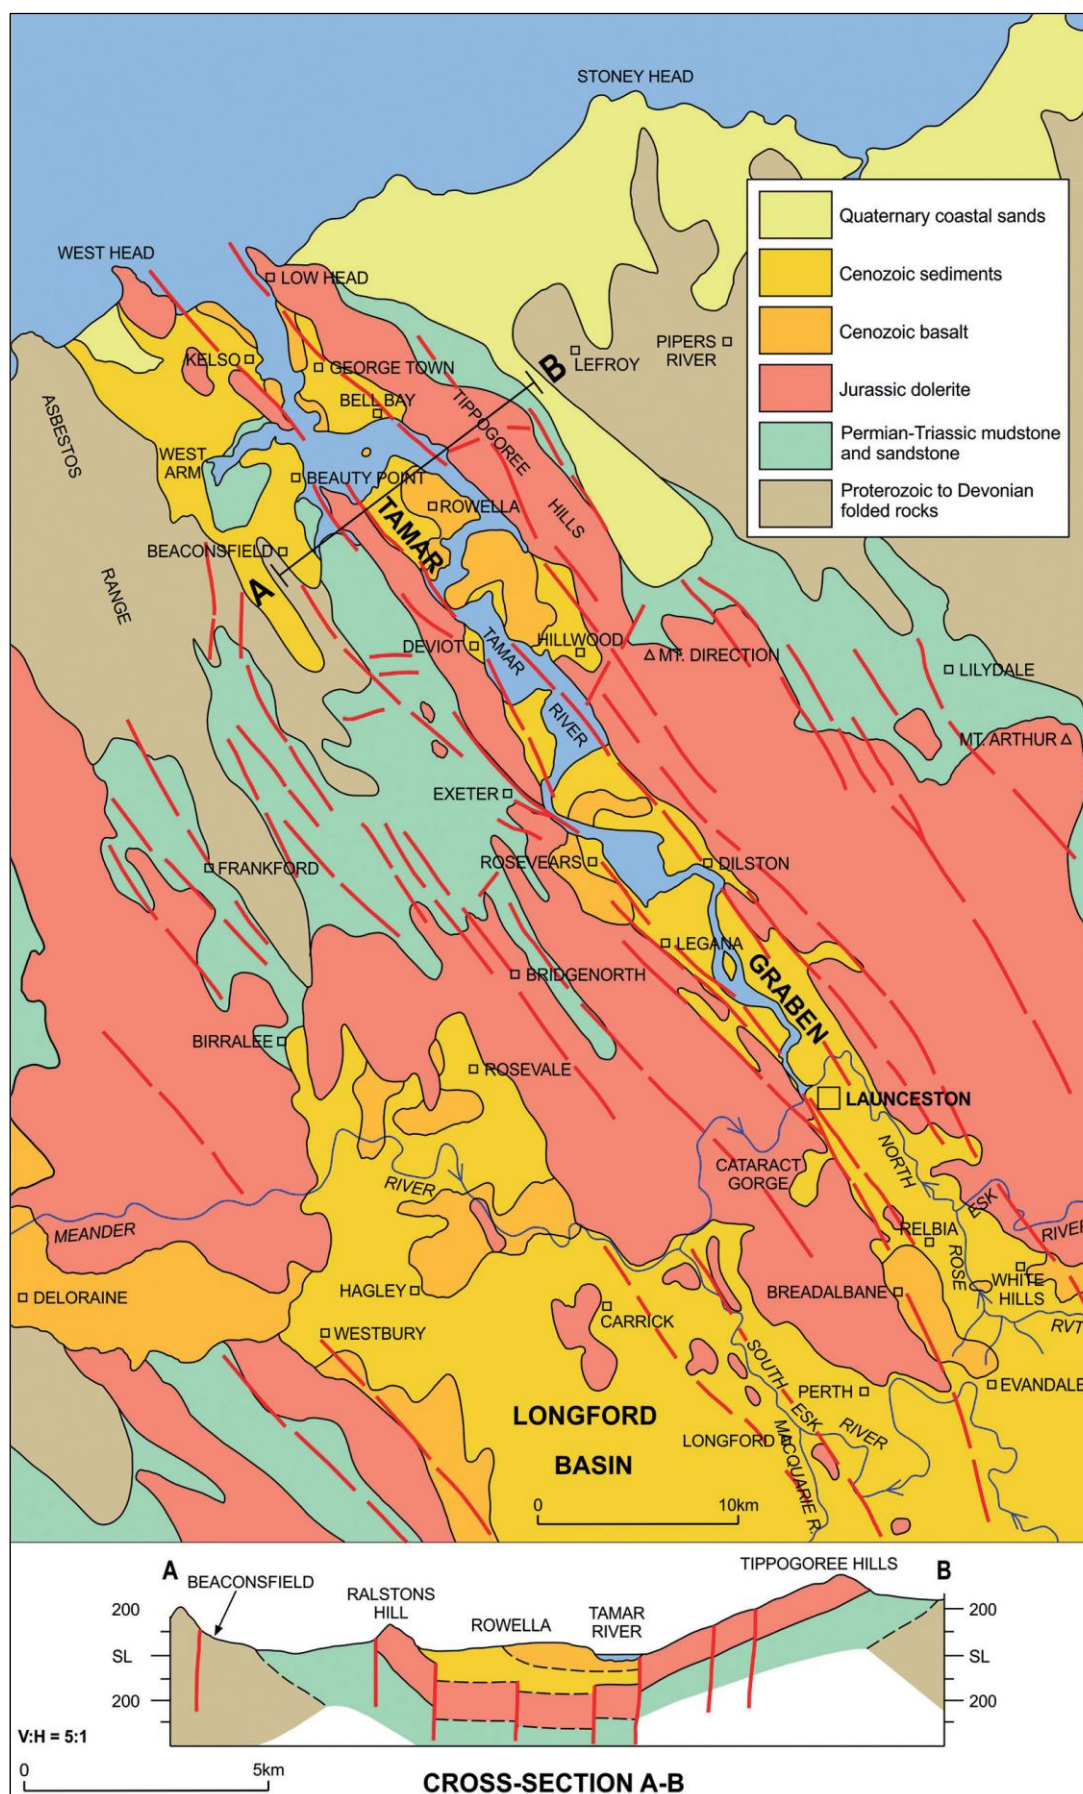 STONEY HEAD
WEST HEAD
LOW HEAD
Quaternary coastal sands
Cenozoic sediments
Cenozoic basalt
Jurassic dolerite
Permian-Triassic mudstone
and sandstone
Proterozoic to Devonian
folded rocks
KELSO
GEORGE TOWN
BELL BAY
PIPERS
RIVER
LEFROY
B
TIPPOGOREE
HILLS
ASBESTOS
RANGE
WEST
ARM
BEAUTY POINT
ROWELLA
TAMAR
BEACONSFIELD
A
DEVIOT
TAMAR
RIVER
HILLWOOD
MT. DIRECTION
LILYDALE
MT. ARTHUR
EXETER
FRANKFORD
ROSEVEARS
DILSTON
LEGANA
GRABEN
BRIDGENORTH
BIRRALEE
ROSEVALE
LAUNCESTON
CATARACT
GORGE
NORTH
ESK
RIVER
MEANDER
RIVER
RELBIA
ROSE
RVT
WHITE
HILLS
DELORAINE
HAGLEY
CARRICK
BREADALBANE
WESTBURY
SOUTH
ESK
RIVER
PERTH
EVANDALE
LONGFORD
BASIN
LONGFORD
MACQUARIE R.
0 10km
A
BEACONSFIELD
RALSTONS
HILL
ROWELLA
TAMAR
RIVER
TIPPOGOREE HILLS
B
200
SL
200
200
SL
200
V:H = 5:1
0 5km
CROSS-SECTION A-B